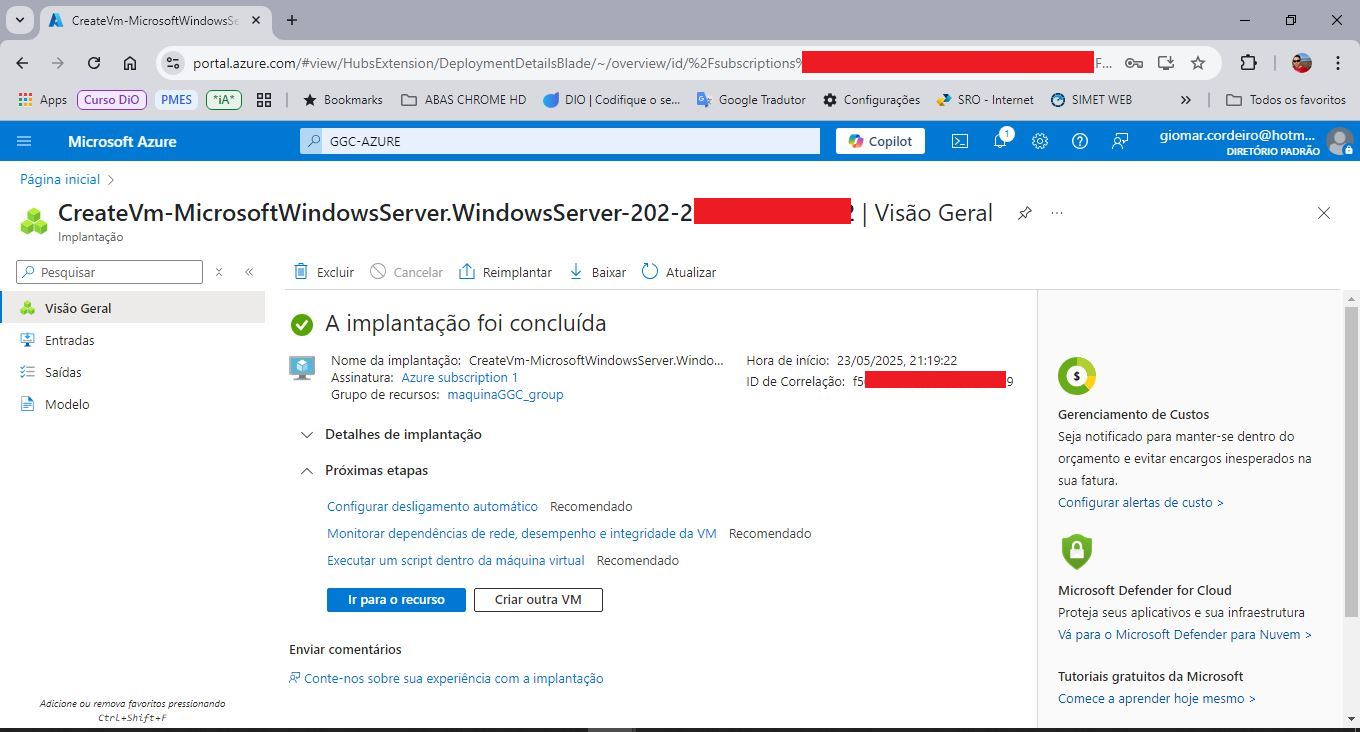 CreateVm-MicrosoftWindowsSe
portal.azure.com/#view/HubsExtension/DeploymentDetailsBlade/~/overview/id/%2Fsubscriptions% F...
Apps Curso DiO PMES *iA* Bookmarks ABAS CHROME HD DIO | Codifique o se... Google Tradutor Configurações SRO - Internet SIMET WEB » Todos os favoritos
Microsoft Azure GGC-AZURE Copilot 1 giomar.cordeiro@hotm...
DIRETÓRIO PADRÃO
Página inicial >
CreateVm-MicrosoftWindowsServer.WindowsServer-202-2 2 | Visão Geral ...
Implantação
Pesquisar
Excluir Cancelar Reimplantar Baixar Atualizar
Visão Geral
Entradas
Saídas
Modelo
A implantação foi concluída
Nome da implantação: CreateVm-MicrosoftWindowsServer.Windo...
Assinatura: Azure subscription 1
Grupo de recursos: maquinaGGC_group
Hora de início: 23/05/2025, 21:19:22
ID de Correlação: f5 9
Detalhes de implantação
Próximas etapas
Configurar desligamento automático Recomendado
Monitorar dependências de rede, desempenho e integridade da VM Recomendado
Executar um script dentro da máquina virtual Recomendado
Ir para o recurso Criar outra VM
Enviar comentários
Conte-nos sobre sua experiência com a implantação
Gerenciamento de Custos
Seja notificado para manter-se dentro do
orçamento e evitar encargos inesperados na
sua fatura.
Configurar alertas de custo >
Microsoft Defender for Cloud
Proteja seus aplicativos e sua infraestrutura
Vá para o Microsoft Defender para Nuvem >
Tutoriais gratuitos da Microsoft
Comece a aprender hoje mesmo >
Adicione ou remova favoritos pressionando
Ctrl+Shift+F